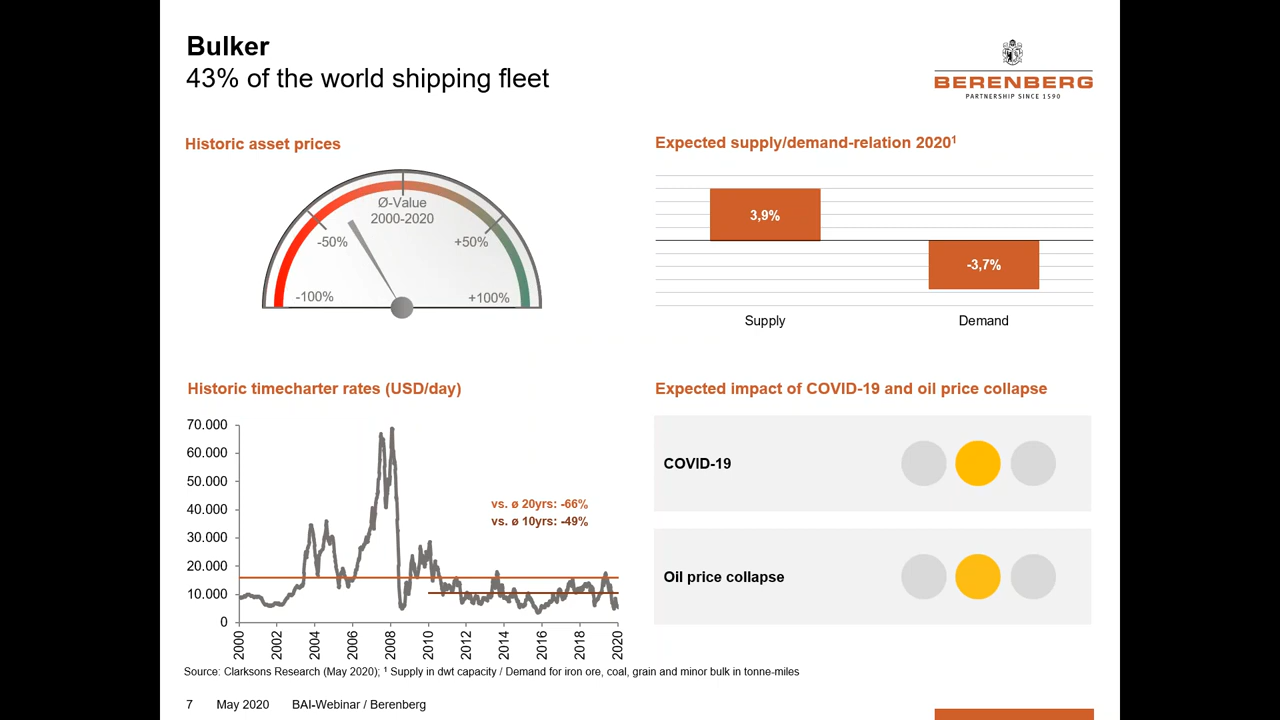 Bulker
43% of the world shipping fleet
BERENBERG
PARTNERSHIP SINCE 1590
Historic asset prices
Ø-Value
2000-2020
-50%
+50%
-100%
+100%
Expected supply/demand-relation 2020¹
3,9%
-3,7%
Supply
Demand
Historic timecharter rates (USD/day)
70.000
60.000
50.000
40.000
30.000
20.000
10.000
0
vs. ø 20yrs: -66%
vs. ø 10yrs: -49%
2000
2002
2004
2006
2008
2010
2012
2014
2016
2018
2020
Expected impact of COVID-19 and oil price collapse
COVID-19
Oil price collapse
Source: Clarksons Research (May 2020); ¹ Supply in dwt capacity / Demand for iron ore, coal, grain and minor bulk in tonne-miles
7 May 2020 BAI-Webinar / Berenberg